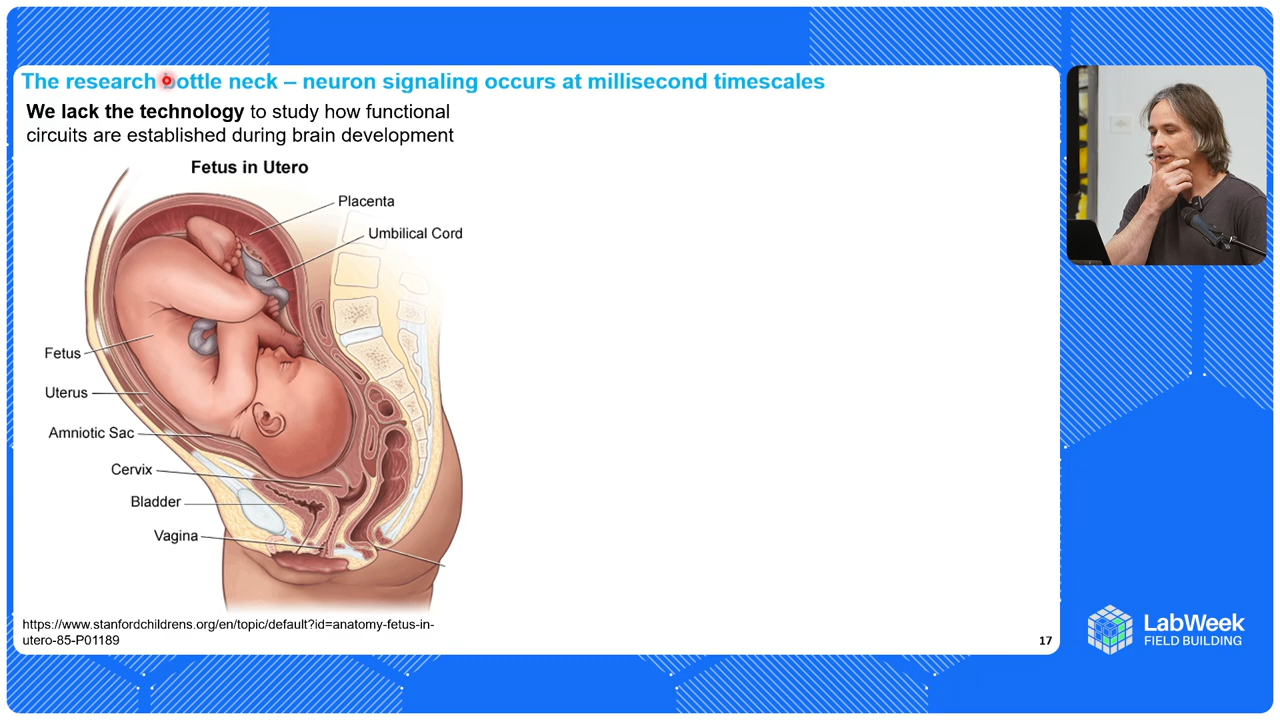 The research bottle neck – neuron signaling occurs at millisecond timescales
We lack the technology to study how functional
circuits are established during brain development
Fetus in Utero
Placenta
Umbilical Cord
Fetus
Uterus
Amniotic Sac
Cervix
Bladder
Vagina
https://www.stanfordchildrens.org/en/topic/default?id=anatomy-fetus-in-
utero-85-P01189
17
LabWeek
FIELD BUILDING